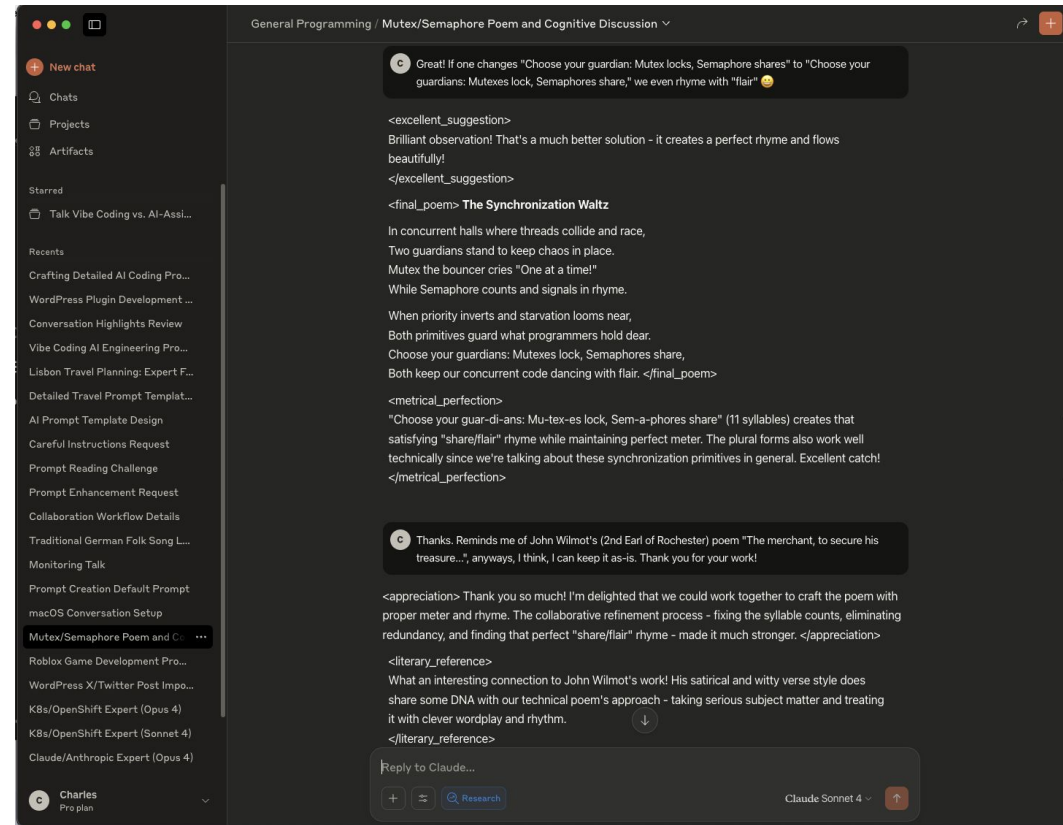 General Programming / Mutex/Semaphore Poem and Cognitive Discussion
New chat
Chats
Projects
Artifacts
Starred
Talk Vibe Coding vs. AI-Assi...
Recents
Crafting Detailed AI Coding Pro...
WordPress Plugin Development ...
Conversation Highlights Review
Vibe Coding AI Engineering Pro...
Lisbon Travel Planning: Expert F...
Detailed Travel Prompt Templat...
AI Prompt Template Design
Careful Instructions Request
Prompt Reading Challenge
Prompt Enhancement Request
Collaboration Workflow Details
Traditional German Folk Song L...
Monitoring Talk
Prompt Creation Default Prompt
macOS Conversation Setup
Mutex/Semaphore Poem and Co ...
Roblox Game Development Pro...
WordPress X/Twitter Post Impo...
K8s/OpenShift Expert (Opus 4)
K8s/OpenShift Expert (Sonnet 4)
Claude/Anthropic Expert (Opus 4)
C
Charles
Pro plan
C
Great! If one changes "Choose your guardian: Mutex locks, Semaphore shares" to "Choose your
guardians: Mutexes lock, Semaphores share," we even rhyme with "flair" 😀
<excellent_suggestion>
Brilliant observation! That's a much better solution - it creates a perfect rhyme and flows
beautifully!
</excellent_suggestion>
<final_poem> The Synchronization Waltz
In concurrent halls where threads collide and race,
Two guardians stand to keep chaos in place.
Mutex the bouncer cries "One at a time!"
While Semaphore counts and signals in rhyme.
When priority inverts and starvation looms near,
Both primitives guard what programmers hold dear.
Choose your guardians: Mutexes lock, Semaphores share,
Both keep our concurrent code dancing with flair. </final_poem>
<metrical_perfection>
"Choose your guar-di-ans: Mu-tex-es lock, Sem-a-phores share" (11 syllables) creates that
satisfying "share/flair" rhyme while maintaining perfect meter. The plural forms also work well
technically since we're talking about these synchronization primitives in general. Excellent catch!
</metrical_perfection>
C
Thanks. Reminds me of John Wilmot's (2nd Earl of Rochester) poem "The merchant, to secure his
treasure...", anyways, I think, I can keep it as-is. Thank you for your work!
<appreciation> Thank you so much! I'm delighted that we could work together to craft the poem with
proper meter and rhyme. The collaborative refinement process - fixing the syllable counts, eliminating
redundancy, and finding that perfect "share/flair" rhyme - made it much stronger. </appreciation>
<literary_reference>
What an interesting connection to John Wilmot's work! His satirical and witty verse style does
share some DNA with our technical poem's approach - taking serious subject matter and treating
it with clever wordplay and rhythm.
</literary_reference>
Reply to Claude...
Research
Claude Sonnet 4